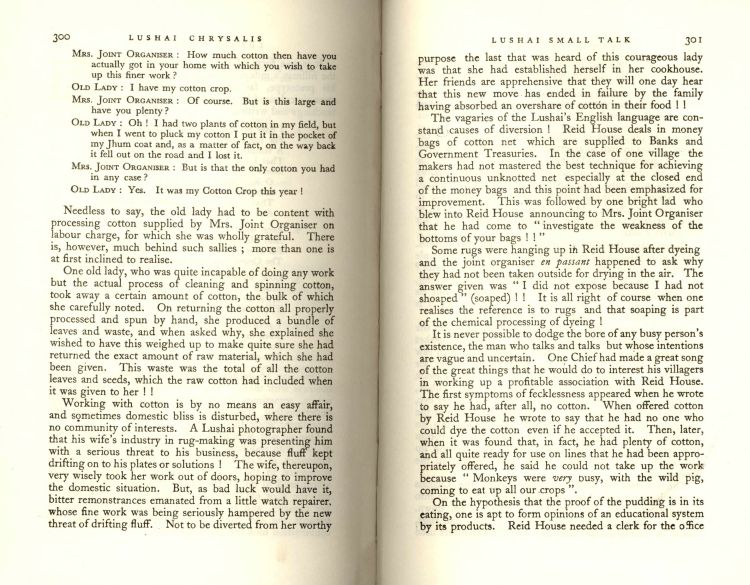 300 LUSHAI CHRYSALIS
MRS. JOINT ORGANISER : How much cotton then have you
actually got in your home with which you wish to take
up this finer work ?
OLD LADY : I have my cotton crop.
MRS. JOINT ORGANISER : Of course. But is this large and
have you plenty ?
OLD LADY : Oh ! I had two plants of cotton in my field, but
when I went to pluck my cotton I put it in the pocket of
my Jhum coat and, as a matter of fact, on the way back
it fell out on the road and I lost it.
MRS. JOINT ORGANISER : But is that the only cotton you had
in any case ?
OLD LADY : Yes. It was my Cotton Crop this year !
Needless to say, the old lady had to be content with
processing cotton supplied by Mrs. Joint Organiser on
labour charge, for which she was wholly grateful. There
is, however, much behind such sallies ; more than one is
at first inclined to realise.
One old lady, who was quite incapable of doing any work
but the actual process of cleaning and spinning cotton,
took away a certain amount of cotton, the bulk of which
she carefully noted. On returning the cotton all properly
processed and spun by hand, she produced a bundle of
leaves and waste, and when asked why, she explained she
wished to have this weighed up to make quite sure she had
returned the exact amount of raw material, which she had
been given. This waste was the total of all the cotton
leaves and seeds, which the raw cotton had included when
it was given to her ! !
Working with cotton is by no means an easy affair,
and sometimes domestic bliss is disturbed, where there is
no community of interests. A Lushai photographer found
that his wife's industry in rug-making was presenting him
with a serious threat to his business, because fluff kept
drifting on to his plates or solutions ! The wife, thereupon,
very wisely took her work out of doors, hoping to improve
the domestic situation. But, as bad luck would have it,
bitter remonstrances emanated from a little watch repairer,
whose fine work was being seriously hampered by the new
threat of drifting fluff. Not to be diverted from her worthy
LUSHAI SMALL TALK 301
purpose the last that was heard of this courageous lady
was that she had established herself in her cookhouse.
Her friends are apprehensive that they will one day hear
that this new move has ended in failure by the family
having absorbed an overshare of cotton in their food ! !
The vagaries of the Lushai's English language are con-
stand causes of diversion ! Reid House deals in money
bags of cotton net which are supplied to Banks and
Government Treasuries. In the case of one village the
makers had not mastered the best technique for achieving
a continuous unknotted net especially at the closed end
of the money bags and this point had been emphasized for
improvement. This was followed by one bright lad who
blew into Reid House announcing to Mrs. Joint Organiser
that he had come to " investigate the weakness of the
bottoms of your bags ! ! "
Some rugs were hanging up in Reid House after dyeing
and the joint organiser en passant happened to ask why
they had not been taken outside for drying in the air. The
answer given was " I did not expose because I had not
shoaped " (soaped) ! ! It is all right of course when one
realises the reference is to rugs and that soaping is part
of the chemical processing of dyeing !
It is never possible to dodge the bore of any busy person's
existence, the man who talks and talks but whose intentions
are vague and uncertain. One Chief had made a great song
of the great things that he would do to interest his villagers
in working up a profitable association with Reid House.
The first symptoms of fecklessness appeared when he wrote
to say he had, after all, no cotton. When offered cotton
by Reid House he wrote to say that he had no one who
could dye the cotton even if he accepted it. Then, later,
when it was found that, in fact, he had plenty of cotton,
and all quite ready for use on lines that he had been appro-
priately offered, he said he could not take up the work
because " Monkeys were very busy, with the wild pig,
coming to eat up all our crops ".
On the hypothesis that the proof of the pudding is in its
eating, one is apt to form opinions of an educational system
by its products. Reid House needed a clerk for the office